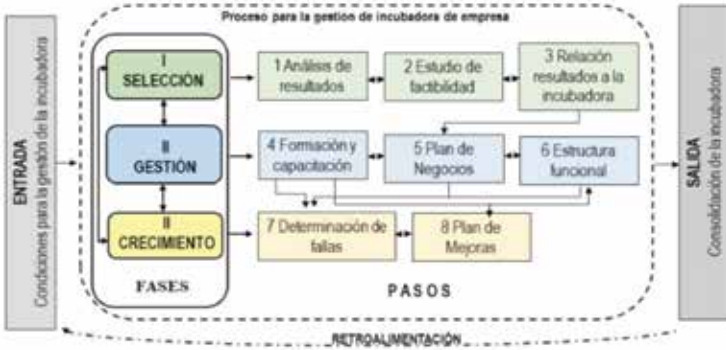 Proceso para la gestión de incubadora de empresa
ENTRADA
Condiciones para la gestión de la incubadora
I
SELECCIÓN
II
GESTIÓN
II
CRECIMIENTO
FASES
1 Análisis de
resultados
2 Estudio de
factibilidad
3 Relación
resultados a la
incubadora
4 Formación y
capacitación
5 Plan de
Negocios
6 Estructura
funcional
7 Determinación de
fallas
8 Plan de
Mejoras
PASOS
SALIDA
Consolidación de la incubadora
RETROALIMENTACIÓN